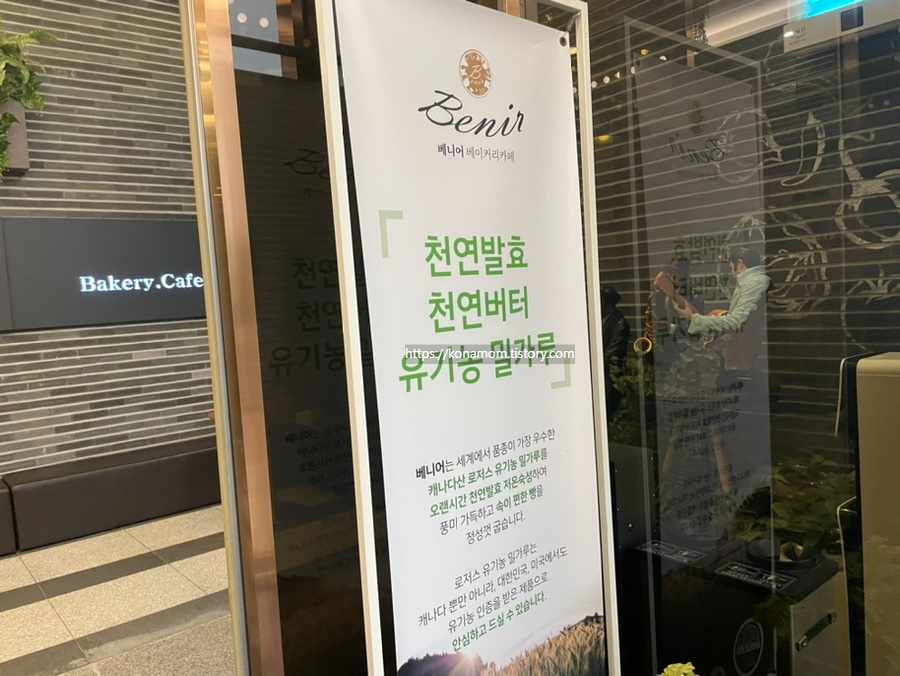 Benir
베니어 베이커리카페
「천연발효
천연버터
유기농 밀가루」
https://konamom.tistory.com
베니어는 세계에서 품종이 가장 우수한
캐나다산 로저스 유기농 밀가루를
오랜시간 천연발효 저온숙성하여
풍미 가득하고 속이 편한 빵을
정성껏 굽습니다.
로저스 유기농 밀가루는
캐나다 뿐만 아니라, 대한민국, 미국에서도
유기농 인증을 받은 제품으로
안심하고 드실 수 있습니다.
Bakery.Cafe